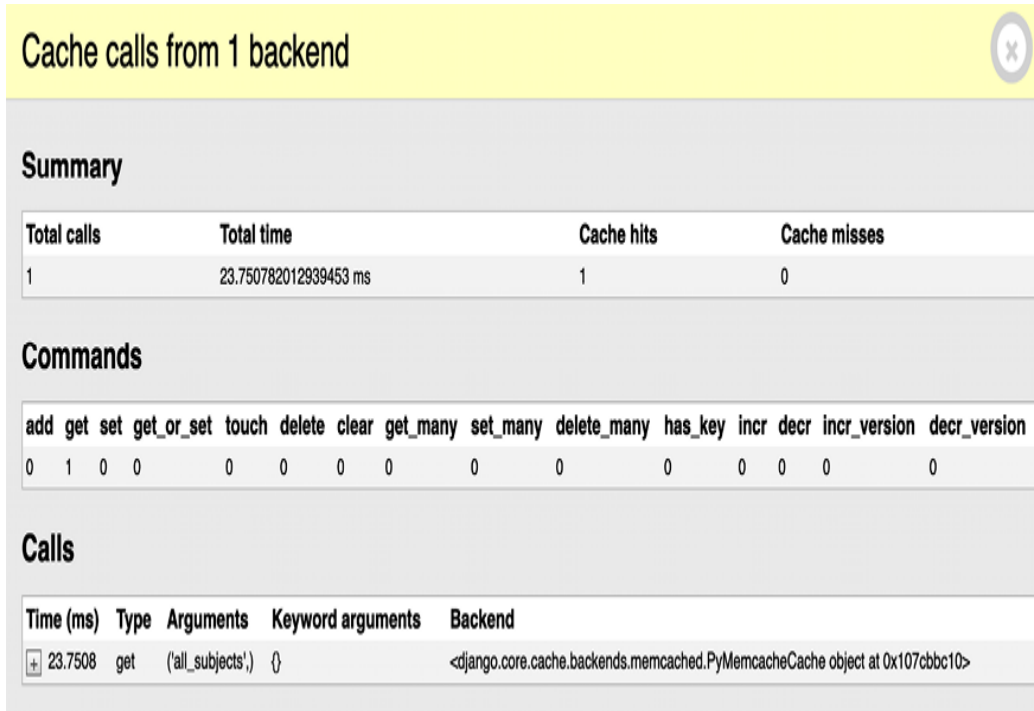 Cache calls from 1 backend
Summary
Total calls Total time Cache hits Cache misses
1 23.750782012939453 ms 1 0
Commands
add get set get_or_set touch delete clear get_many set_many delete_many has_key incr decr incr_version decr_version
0 1 0 0 0 0 0 0 0 0 0 0 0 0 0
Calls
Time (ms) Type Arguments Keyword arguments Backend
+ 23.7508 get ('all_subjects',) {} <django.core.cache.backends.memcached.PyMemcacheCache object at 0x107cbbc10>